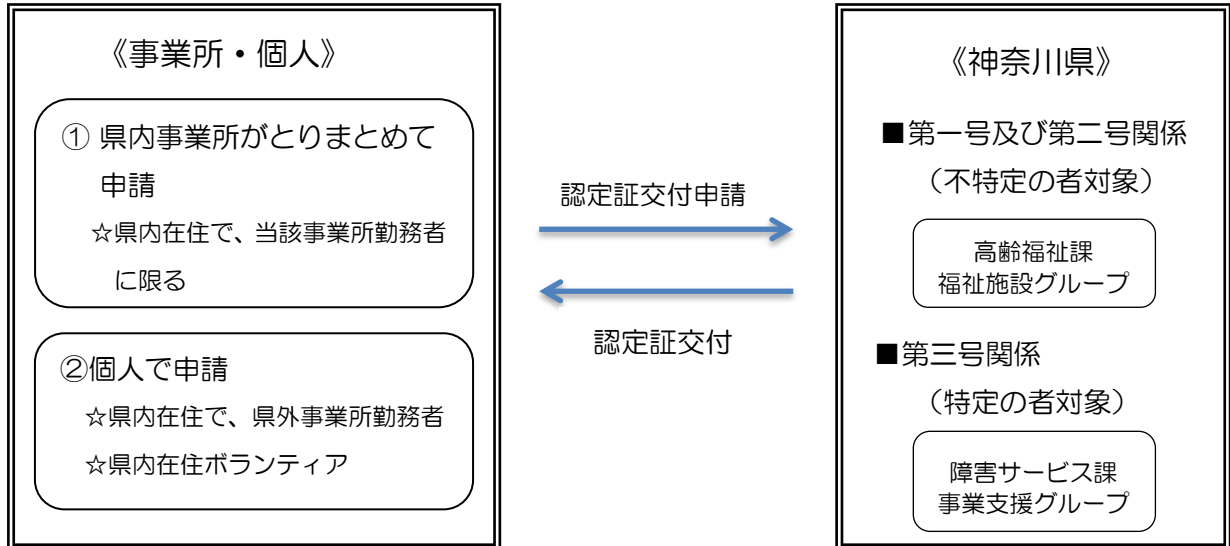 《事業所・個人》
① 県内事業所がとりまとめて
申請
☆県内在住で、当該事業所勤務者
に限る
②個人で申請
☆県内在住で、県外事業所勤務者
☆県内在住ボランティア
認定証交付申請
認定証交付
《神奈川県》
■第一号及び第二号関係
（不特定の者対象）
高齢福祉課
福祉施設グループ
■第三号関係
（特定の者対象）
障害サービス課
事業支援グループ